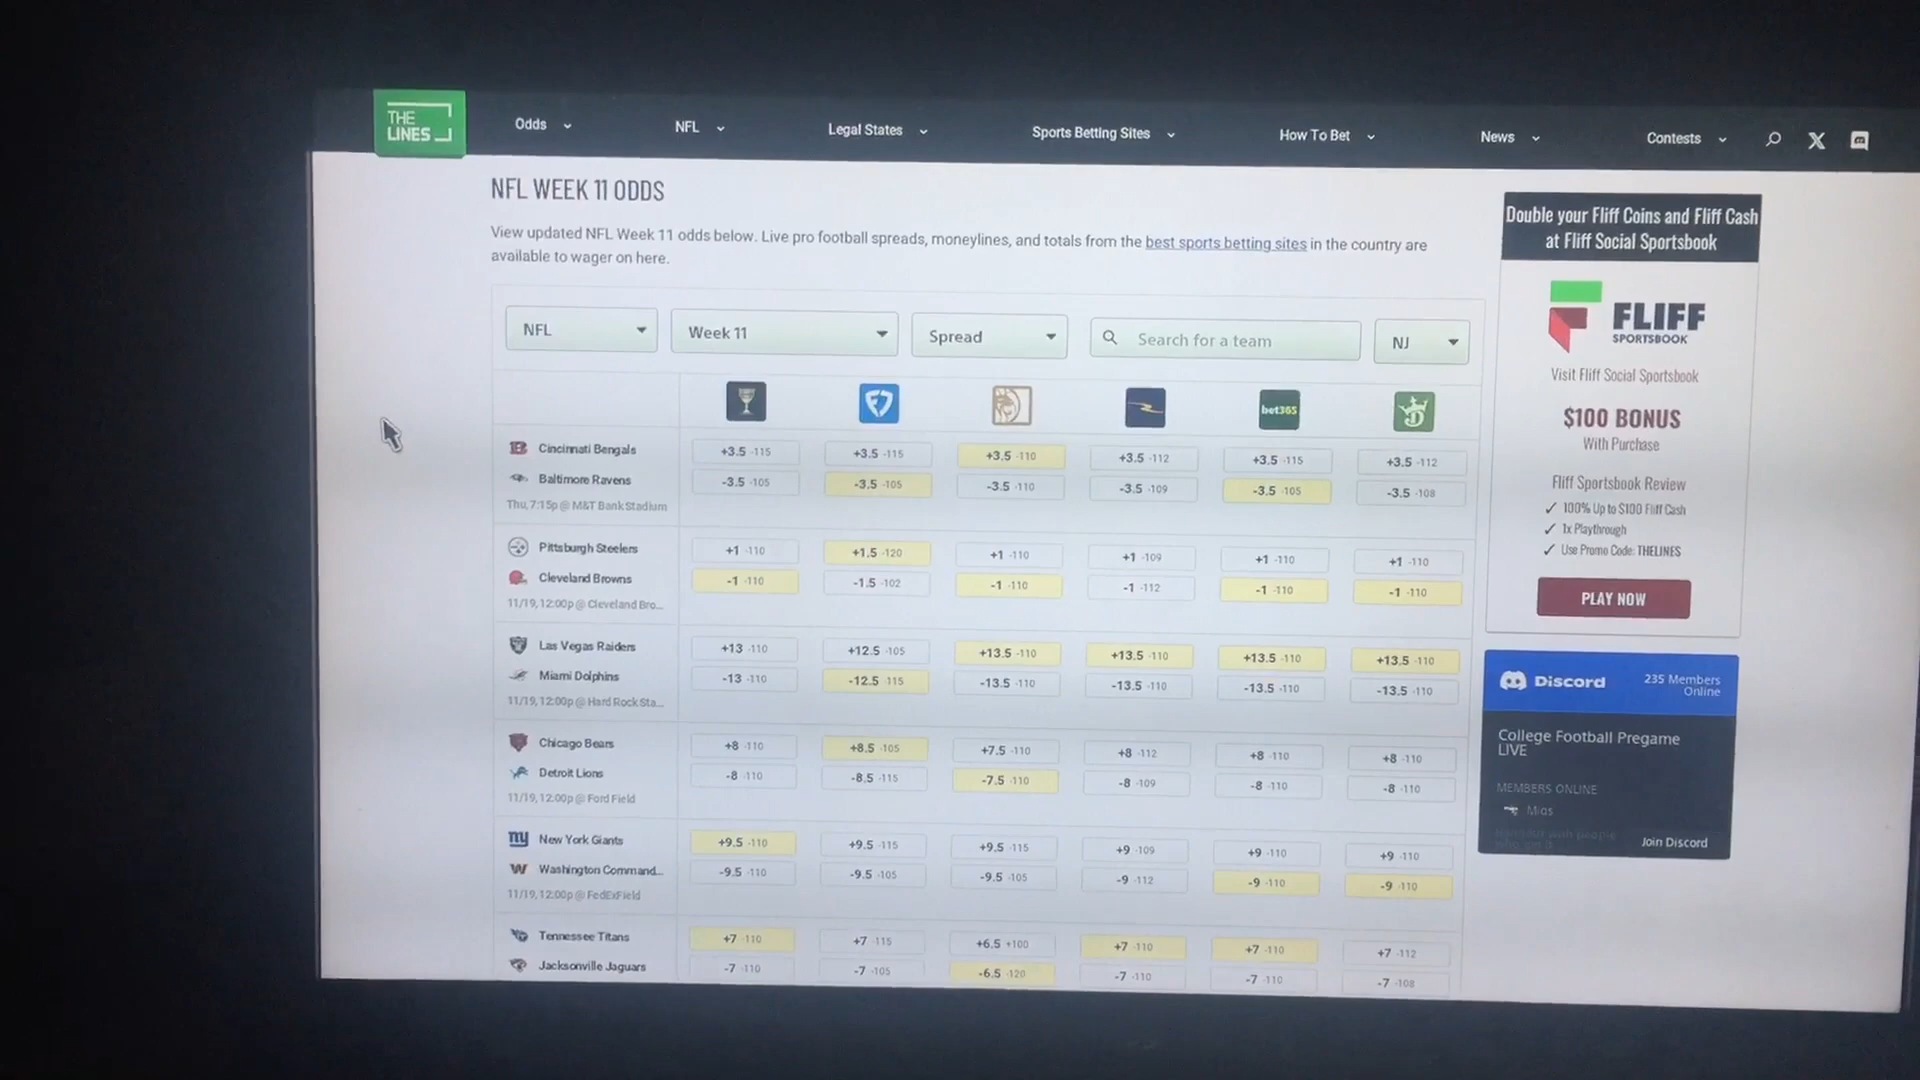 THE
LINES
Odds
NFL
Legal States
Sports Betting Sites
How To Bet
News
Contests
NFL WEEK 11 ODDS
View updated NFL Week 11 odds below. Live pro football spreads, moneylines, and totals from the best sports betting sites in the country are
available to wager on here.
NFL
Week 11
Spread
Search for a team
NJ
bet365
Cincinnati Bengals +3.5 -115 +3.5 -115 +3.5 -110 +3.5 -112 +3.5 -115 +3.5 -112
Baltimore Ravens -3.5 -105 -3.5 -105 -3.5 -110 -3.5 -109 -3.5 -105 -3.5 -108
Thu, 7:15p @ M&T Bank Stadium
Pittsburgh Steelers +1 -110 +1.5 -120 +1 -110 +1 -109 +1 -110 +1 -110
Cleveland Browns -1 -110 -1.5 -102 -1 -110 -1 -112 -1 -110 -1 -110
11/19, 12:00p @ Cleveland Bro...
Las Vegas Raiders +13 -110 +12.5 -105 +13.5 -110 +13.5 -110 +13.5 -110 +13.5 -110
Miami Dolphins -13 -110 -12.5 -115 -13.5 -110 -13.5 -110 -13.5 -110 -13.5 -110
11/19, 12:00p @ Hard Rock Sta...
Chicago Bears +8 -110 +8.5 -105 +7.5 -110 +8 -112 +8 -110 +8 -110
Detroit Lions -8 -110 -8.5 -115 -7.5 -110 -8 -109 -8 -110 -8 -110
11/19, 12:00p @ Ford Field
New York Giants +9.5 -110 +9.5 -115 +9.5 -115 +9 -109 +9 -110 +9 -110
Washington Command... -9.5 -110 -9.5 -105 -9.5 -105 -9 -112 -9 -110 -9 -110
11/19, 12:00p @ FedExField
Tennessee Titans +7 -110 +7 -115 +6.5 +100 +7 -110 +7 -110 +7 -112
Jacksonville Jaguars -7 -110 -7 -105 -6.5 -120 -7 -110 -7 -110 -7 -108
Double your Fliff Coins and Fliff Cash
at Fliff Social Sportsbook
FLIFF
SPORTSBOOK
Visit Fliff Social Sportsbook
$100 BONUS
With Purchase
Fliff Sportsbook Review
✓ 100% Up to $100 Fliff Cash
✓ 1x Playthrough
✓ Use Promo Code: THELINES
PLAY NOW
Discord
235 Members
Online
College Football Pregame
LIVE
MEMBERS ONLINE
Mias
Join Discord